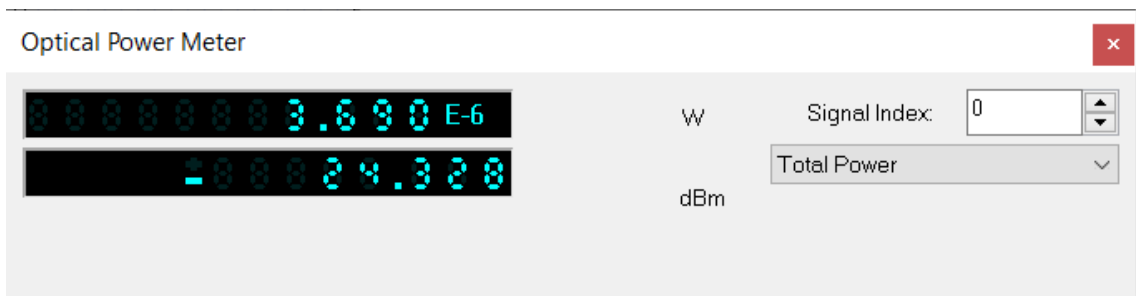 Optical Power Meter
3.690 E-6 W Signal Index: 0
Total Power
- 24.328 dBm